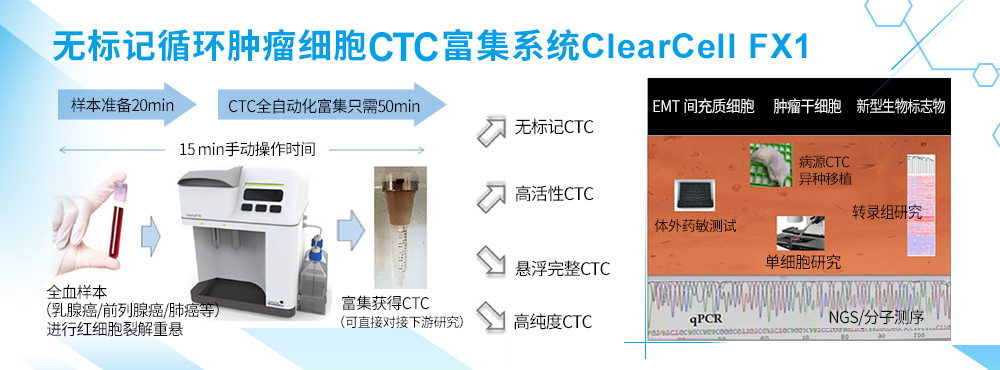 无标记循环肿瘤细胞CTC富集系统ClearCell FX1
样本准备20min
CTC全自动化富集只需50min
15 min手动操作时间
全血样本
(乳腺癌/前列腺癌/肺癌等)
进行红细胞裂解重悬
富集获得CTC
(可直接对接下游研究)
无标记CTC
高活性CTC
悬浮完整CTC
高纯度CTC
EMT 间充质细胞
肿瘤干细胞
新型生物标志物
病源CTC
异种移植
体外药敏测试
转录组研究
单细胞研究
qPCR
NGS/分子测序